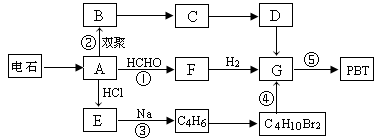 B C D
② 双聚
电石 A HCHO ① F H₂ G ⑤ PBT
HCl ④
E Na ③ C₄H₆ C₄H₁₀Br₂